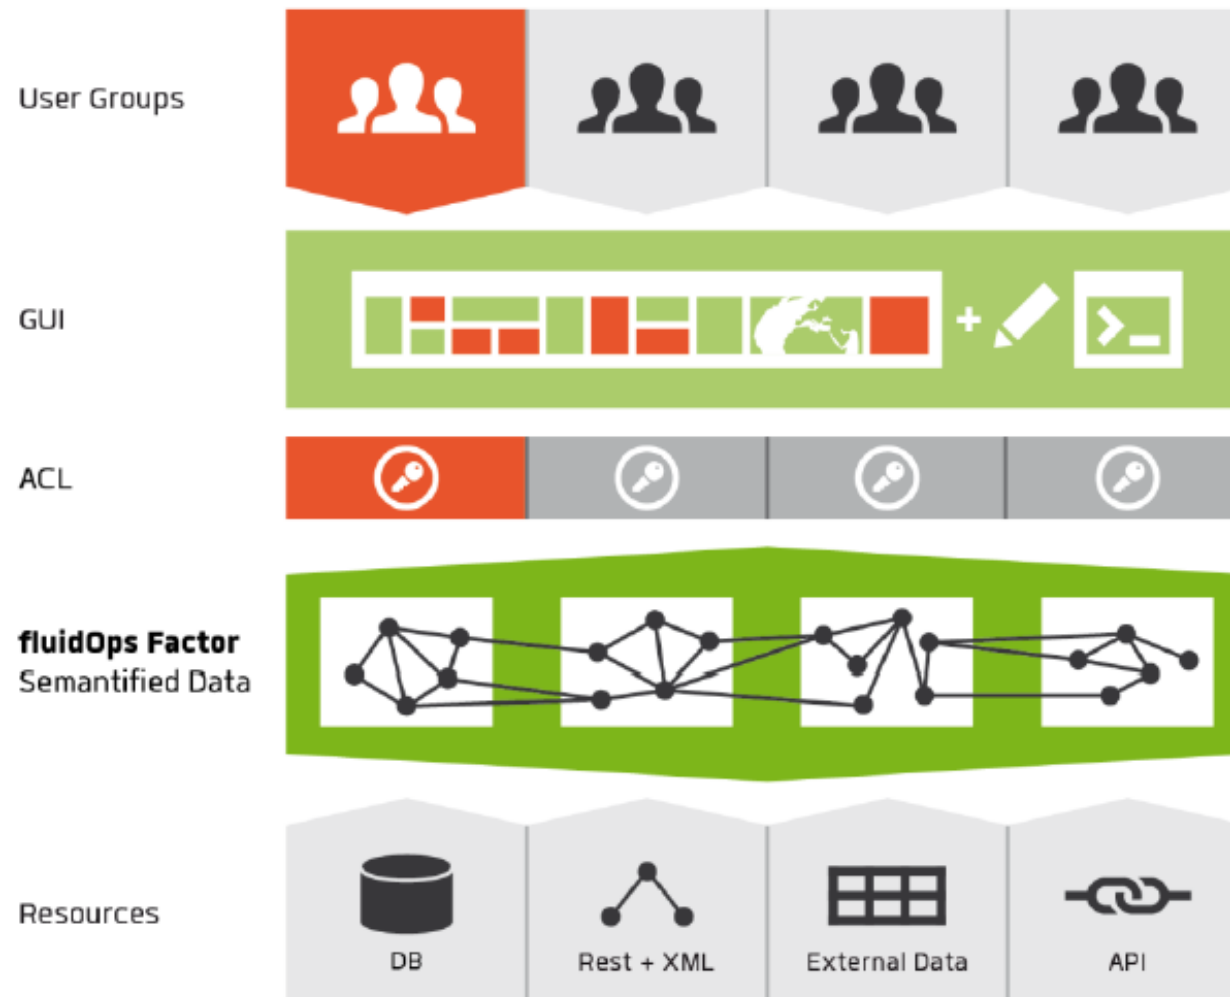 User Groups
GUI
ACL
fluidOps Factor
Semantified Data
Resources
DB
Rest + XML
External Data
API